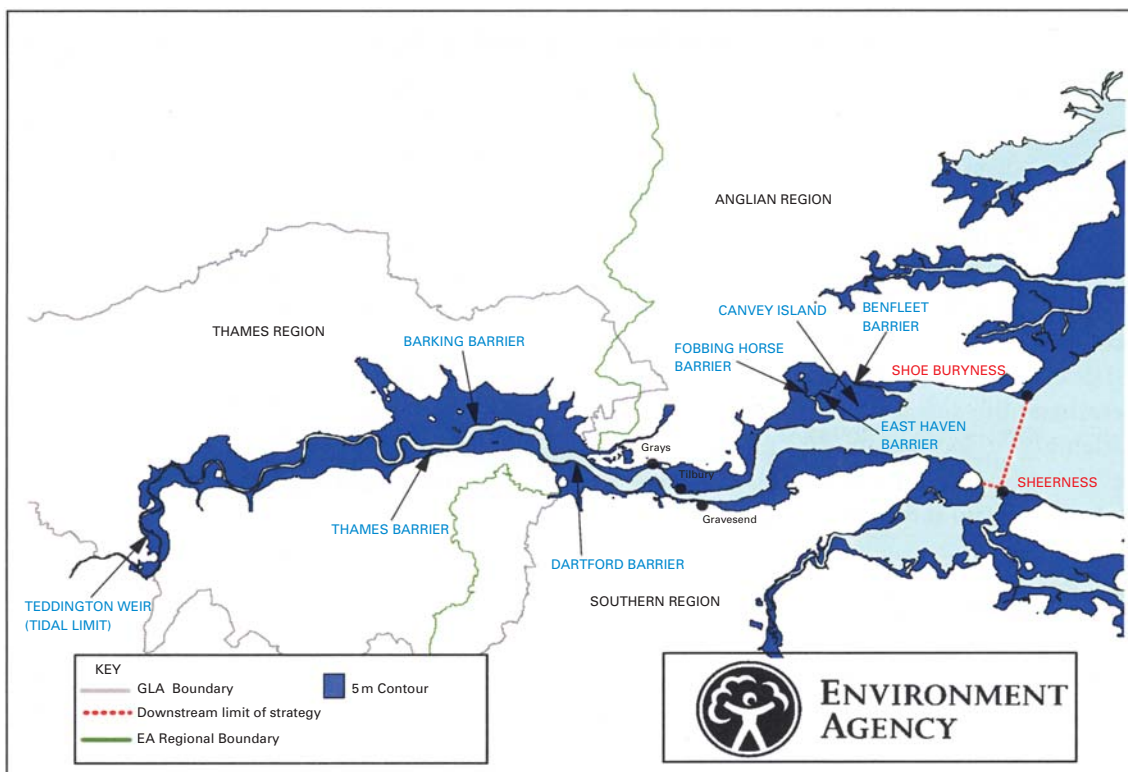 ANGLIAN REGION
THAMES REGION
BARKING BARRIER
CANVEY ISLAND
BENFLEET
BARRIER
FOBBING HORSE
BARRIER
SHOE BURYNESS
EAST HAVEN
BARRIER
Grays
Tilbury
SHEERNESS
Gravesend
THAMES BARRIER
DARTFORD BARRIER
SOUTHERN REGION
TEDDINGTON WEIR
(TIDAL LIMIT)
KEY
GLA Boundary
5m Contour
Downstream limit of strategy
EA Regional Boundary
ENVIRONMENT
AGENCY